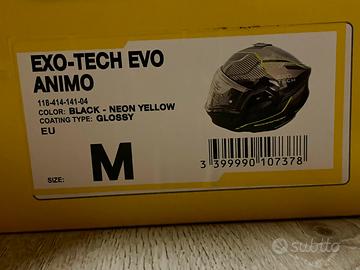 EXO-TECH EVO
ANIMO
118-414-141-04
COLOR: BLACK - NEON YELLOW
COATING TYPE: GLOSSY
EU
SIZE: M
3 399990 107378
subito